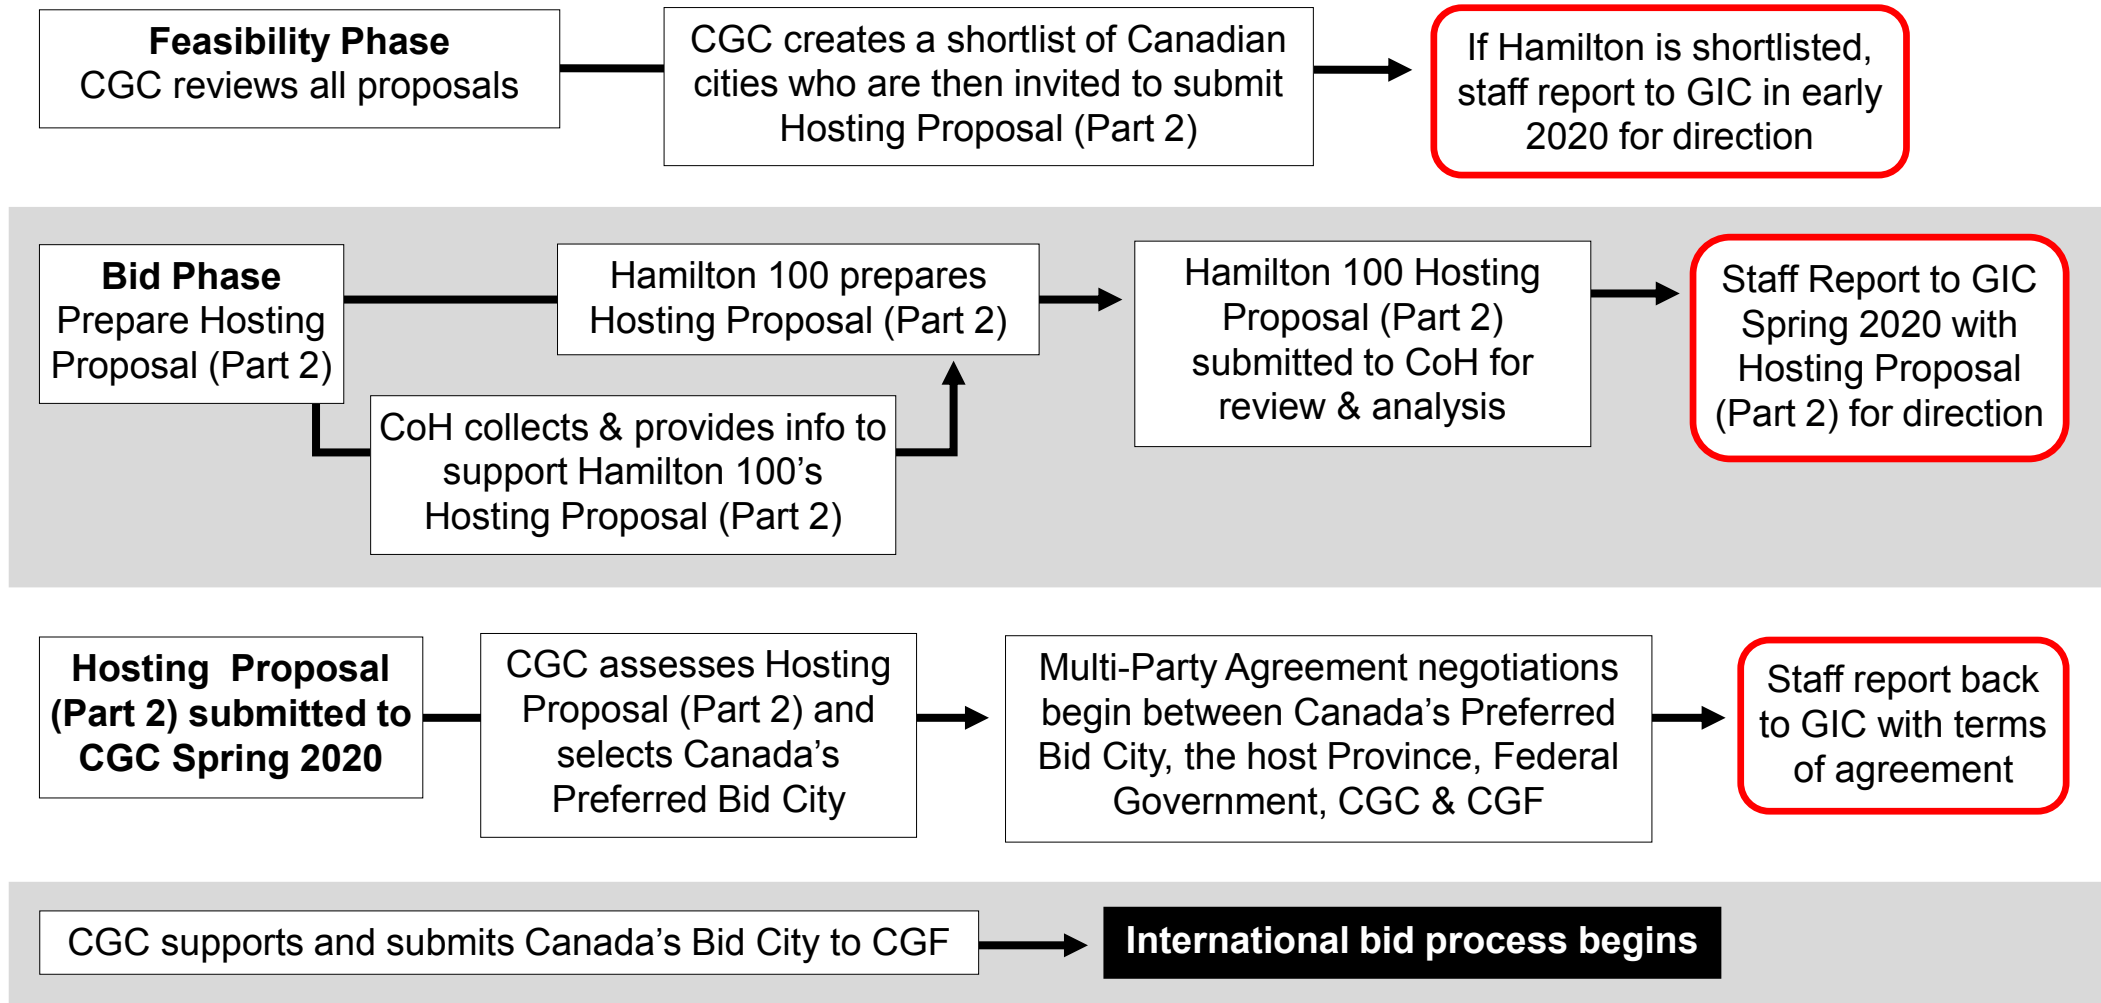 Feasibility Phase
CGC reviews all proposals
CGC creates a shortlist of Canadian
cities who are then invited to submit
Hosting Proposal (Part 2)
If Hamilton is shortlisted,
staff report to GIC in early
2020 for direction
Bid Phase
Prepare Hosting
Proposal (Part 2)
Hamilton 100 prepares
Hosting Proposal (Part 2)
CoH collects & provides info to
support Hamilton 100's
Hosting Proposal (Part 2)
Hamilton 100 Hosting
Proposal (Part 2)
submitted to CoH for
review & analysis
Staff Report to GIC
Spring 2020 with
Hosting Proposal
(Part 2) for direction
Hosting  Proposal
(Part 2) submitted to
CGC Spring 2020
CGC assesses Hosting
Proposal (Part 2) and
selects Canada's
Preferred Bid City
Multi-Party Agreement negotiations
begin between Canada's Preferred
Bid City, the host Province, Federal
Government, CGC & CGF
Staff report back
to GIC with terms
of agreement
CGC supports and submits Canada's Bid City to CGF
International bid process begins